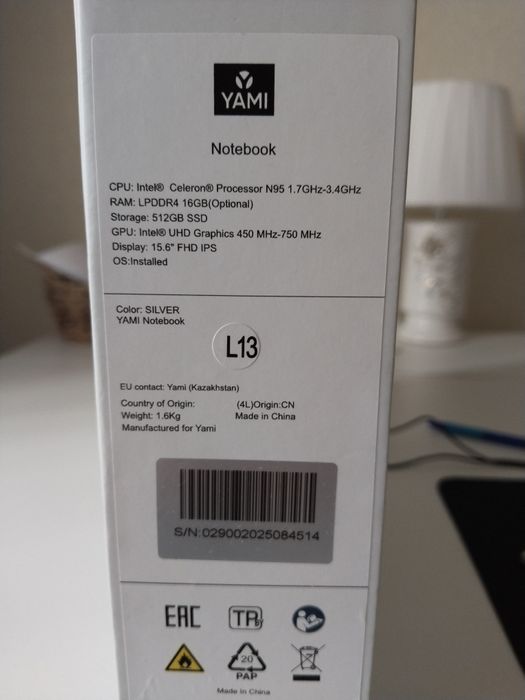 YAMI
Notebook
CPU: Intel® Celeron® Processor N95 1.7GHz-3.4GHz
RAM: LPDDR4 16GB(Optional)
Storage: 512GB SSD
GPU: Intel® UHD Graphics 450 MHz-750 MHz
Display: 15.6" FHD IPS
OS:Installed
Color: SILVER
YAMI Notebook
L13
EU contact: Yami (Kazakhstan)
Country of Origin: (4L)Origin:CN
Weight: 1.6Kg Made in China
Manufactured for Yami
S/N:029002025084514
EAC TP BY
20
PAP
Made in China